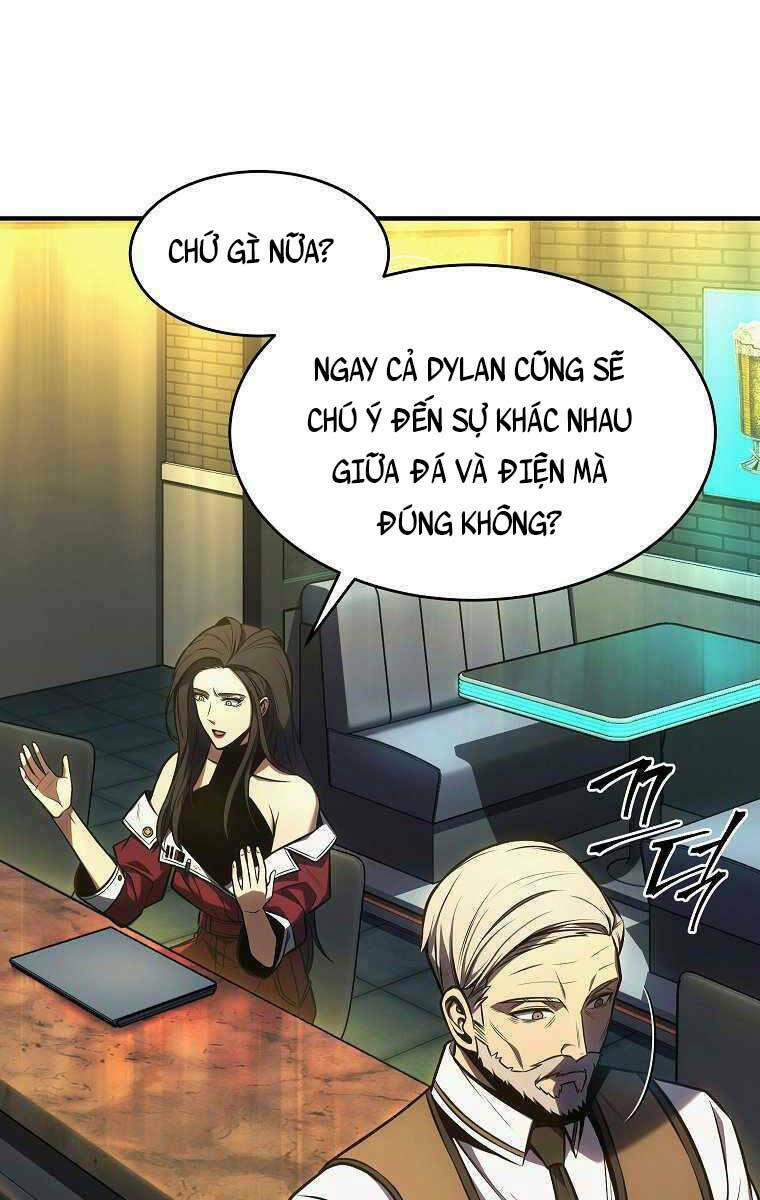 CHỨ GÌ NỮA?
NGAY CẢ DYLAN CŨNG SẼ
CHÚ Ý ĐẾN SỰ KHÁC NHAU
GIỮA ĐÁ VÀ ĐIỆN MÀ
ĐÚNG KHÔNG?
끄덕